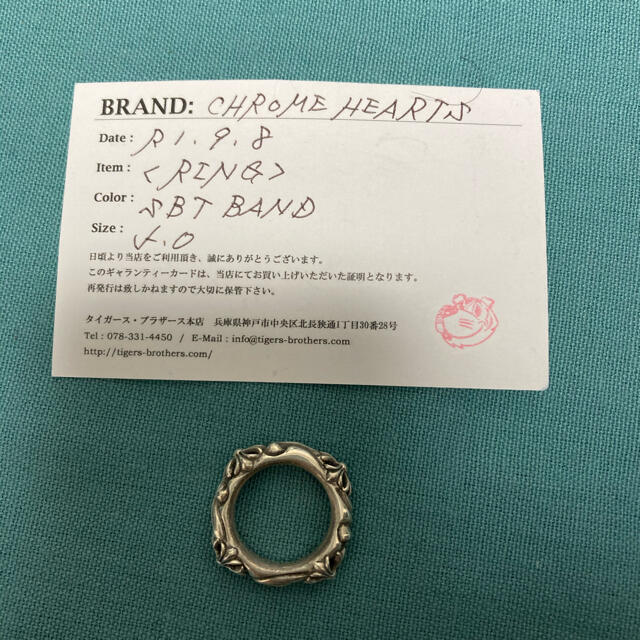 BRAND: CHROME HEARTS
Date : R1.9.8
Item : <RING>
Color : SBT BAND
Size : 5.0
日頃より当店をご利用頂き、誠にありがとうございます。
このギャランティーカードは、当店にてお買い上げいただいた証明となります。
再発行は致しかねますので大切に保管下さい。
タイガース・ブラザース本店 兵庫県神戸市中央区北長狭通1丁目30番28号
Tel : 078-331-4450 / E-Mail : info@tigers-brothers.com
http://tigers-brothers.com/